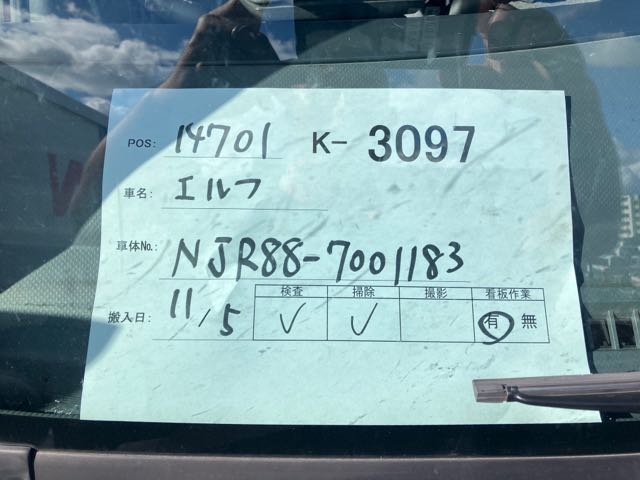 POS: 14701 K- 3097
車名: エルフ
車体No.: NJR88-7001183
搬入日: 11/5
検査 掃除 撮影 看板作業
✓ ✓ 有 無